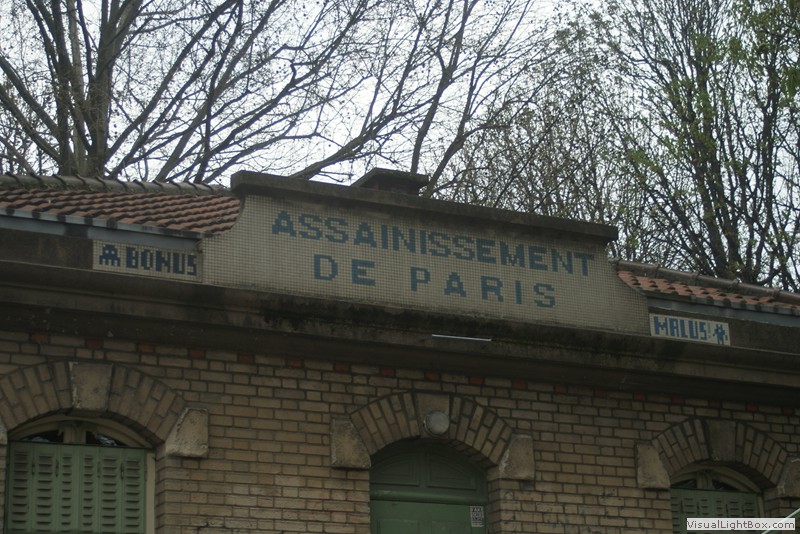 ASSAINISSEMENT
DE PARIS
BONUS
MALUS
VisualLightBox.com